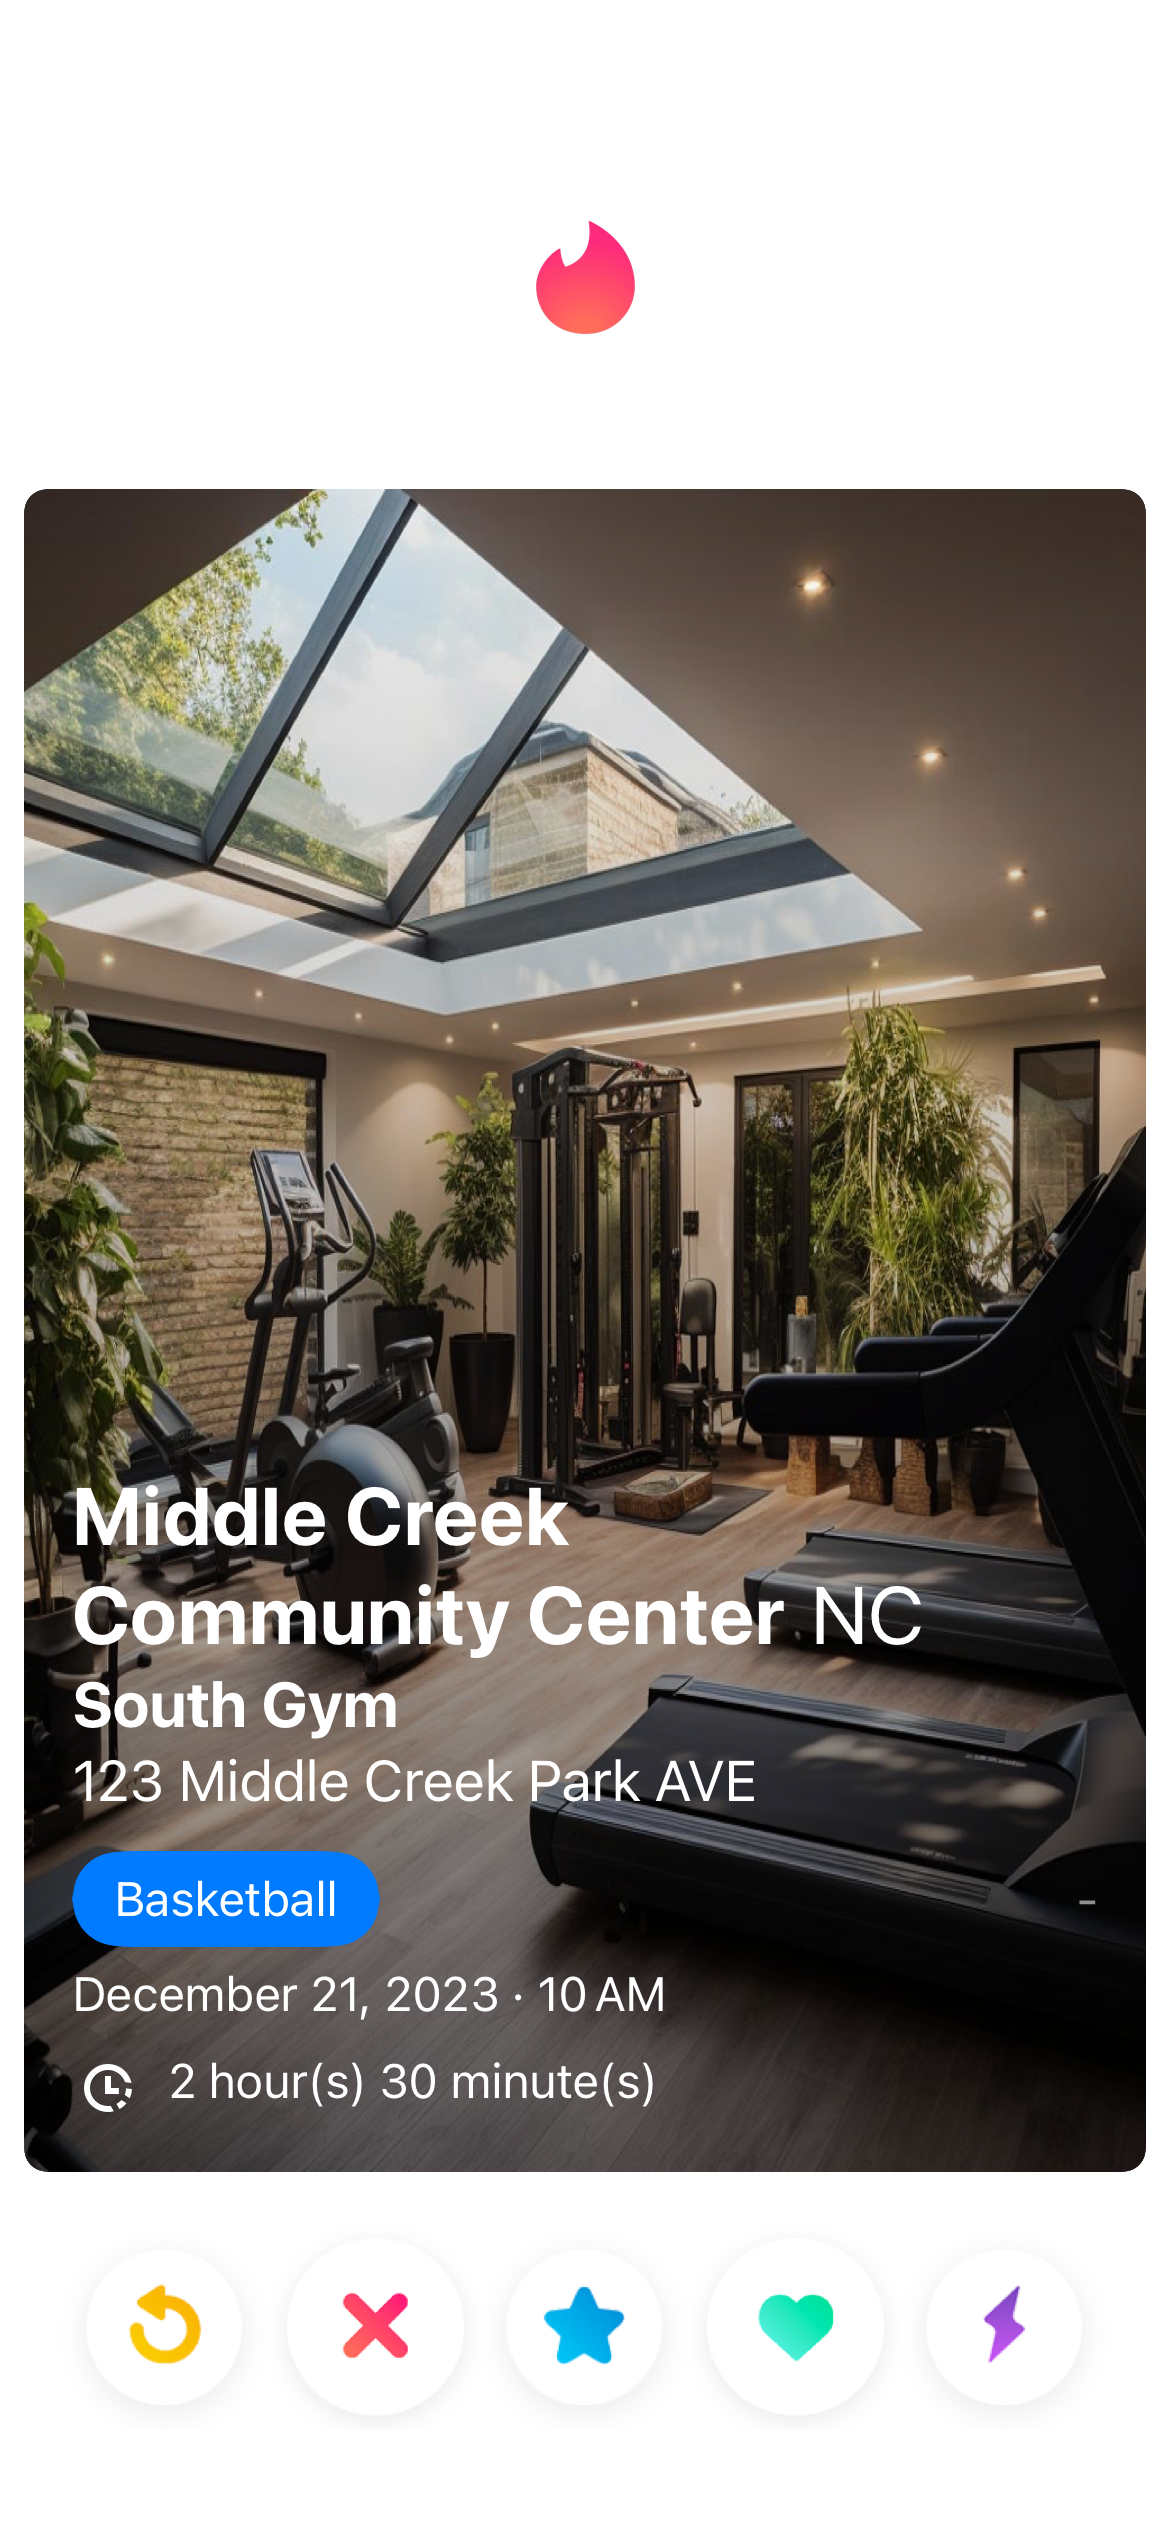 Middle Creek
Community Center NC
South Gym
123 Middle Creek Park AVE
Basketball
December 21, 2023 · 10 AM
2 hour(s) 30 minute(s)